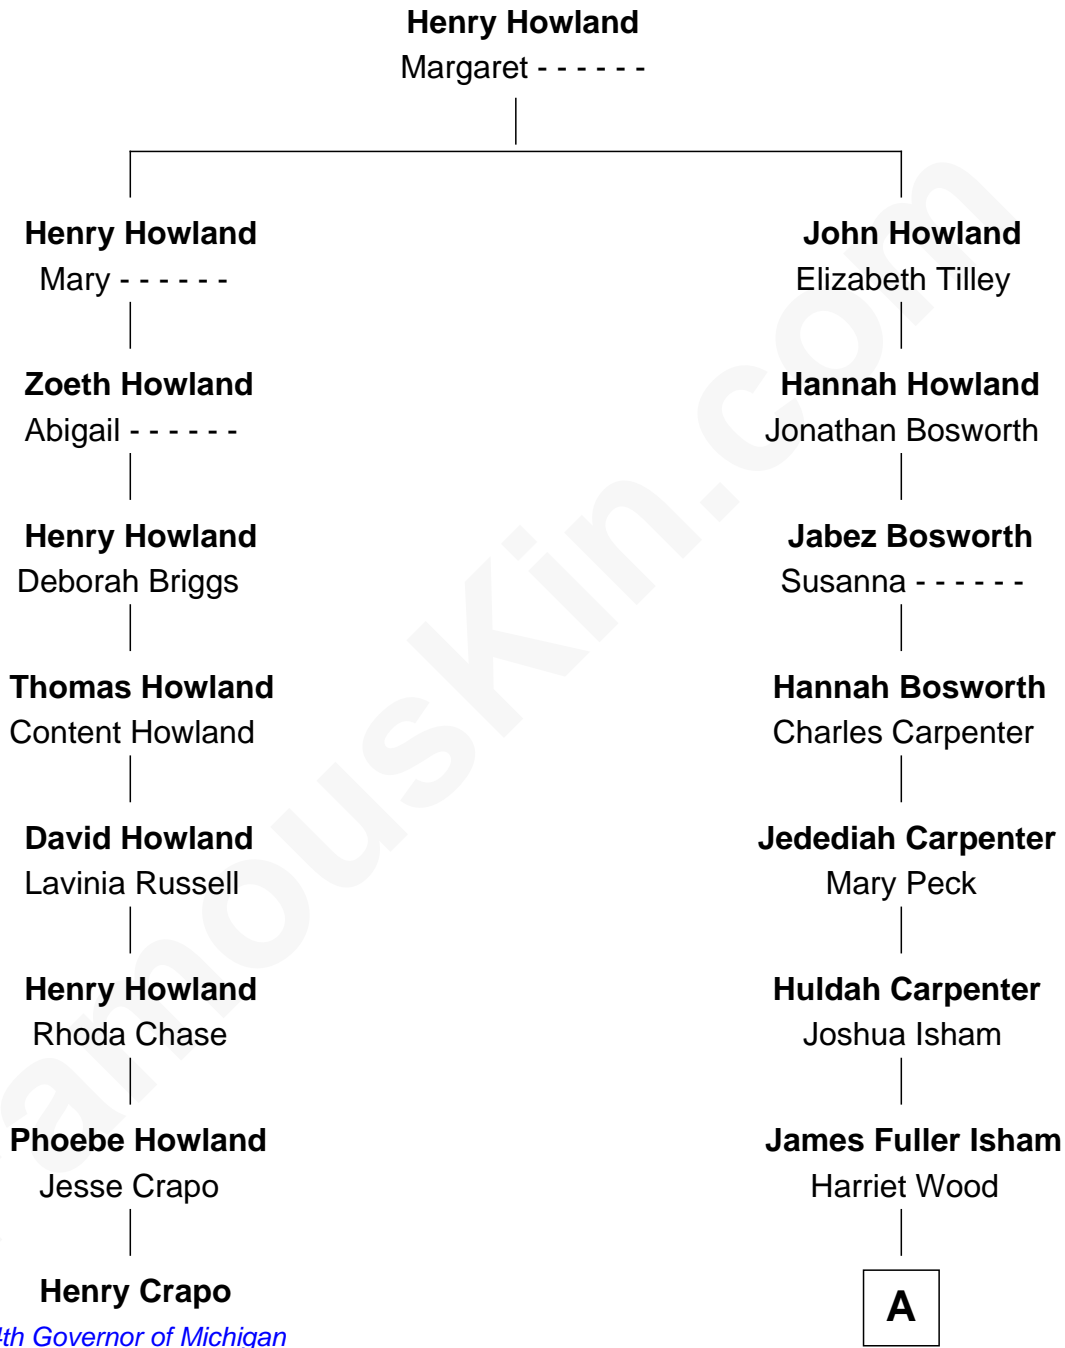 Henry Howland
Margaret - - - - - -
Henry Howland
Mary - - - - - -
John Howland
Elizabeth Tilley
Zoeth Howland
Abigail - - - - - -
Hannah Howland
Jonathan Bosworth
Henry Howland
Deborah Briggs
Jabez Bosworth
Susanna - - - - - -
Thomas Howland
Content Howland
Hannah Bosworth
Charles Carpenter
David Howland
Lavinia Russell
Jedediah Carpenter
Mary Peck
Henry Howland
Rhoda Chase
Huldah Carpenter
Joshua Isham
Phoebe Howland
Jesse Crapo
James Fuller Isham
Harriet Wood
Henry Crapo
4th Governor of Michigan
A
amousKin.com